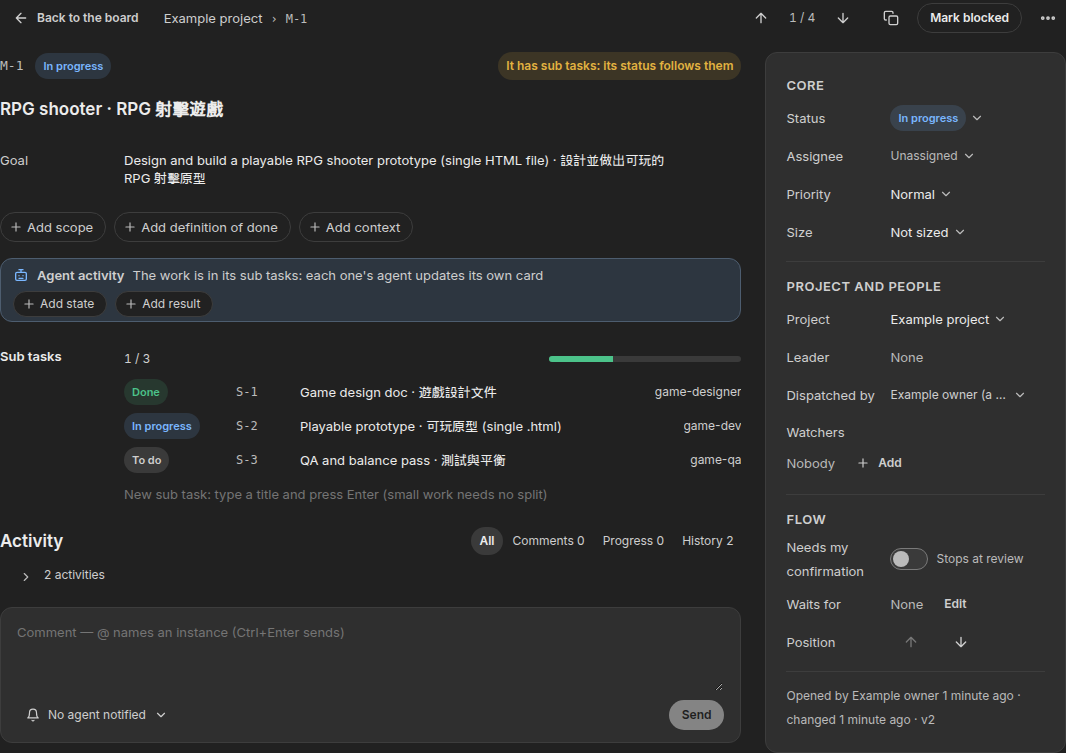 Back to the board
Example project › M-1
1 / 4
Mark blocked
M-1
In progress
It has sub tasks: its status follows them
RPG shooter · RPG 射擊遊戲
Goal
Design and build a playable RPG shooter prototype (single HTML file) · 設計並做出可玩的
RPG 射擊原型
+ Add scope
+ Add definition of done
+ Add context
Agent activity The work is in its sub tasks: each one's agent updates its own card
+ Add state
+ Add result
Sub tasks
1 / 3
Done S-1 Game design doc · 遊戲設計文件 game-designer
In progress S-2 Playable prototype · 可玩原型 (single .html) game-dev
To do S-3 QA and balance pass · 測試與平衡 game-qa
New sub task: type a title and press Enter (small work needs no split)
Activity
All
Comments 0
Progress 0
History 2
2 activities
Comment — @ names an instance (Ctrl+Enter sends)
No agent notified
Send
CORE
Status In progress
Assignee Unassigned
Priority Normal
Size Not sized
PROJECT AND PEOPLE
Project Example project
Leader None
Dispatched by Example owner (a ...
Watchers
Nobody + Add
FLOW
Needs my
confirmation
Stops at review
Waits for None Edit
Position
Opened by Example owner 1 minute ago ·
changed 1 minute ago · v2